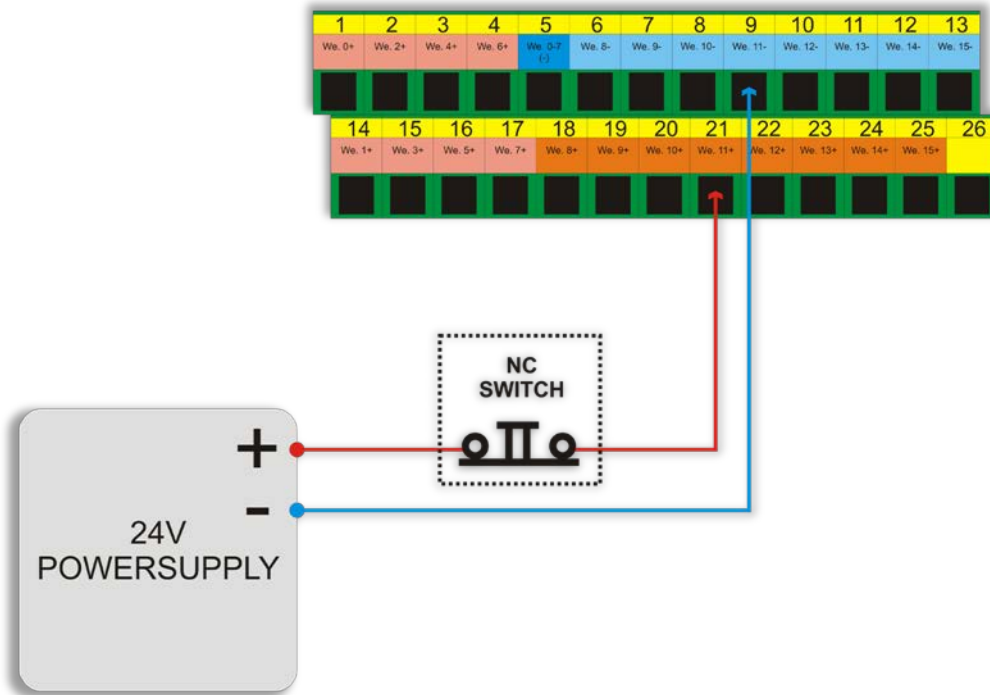 1 2 3 4 5 6 7 8 9 10 11 12 13
We. 0+ We. 2+ We. 4+ We. 6+ We. 0-7 We. 8- We. 9- We. 10- We. 11- We. 12- We. 13- We. 14- We. 15-
(-)
14 15 16 17 18 19 20 21 22 23 24 25 26
We. 1+ We. 3+ We. 5+ We. 7+ We. 8+ We. 9+ We. 10+ We. 11+ We. 12+ We. 13+ We. 14+ We. 15+
NC
SWITCH
+
-
24V
POWERSUPPLY